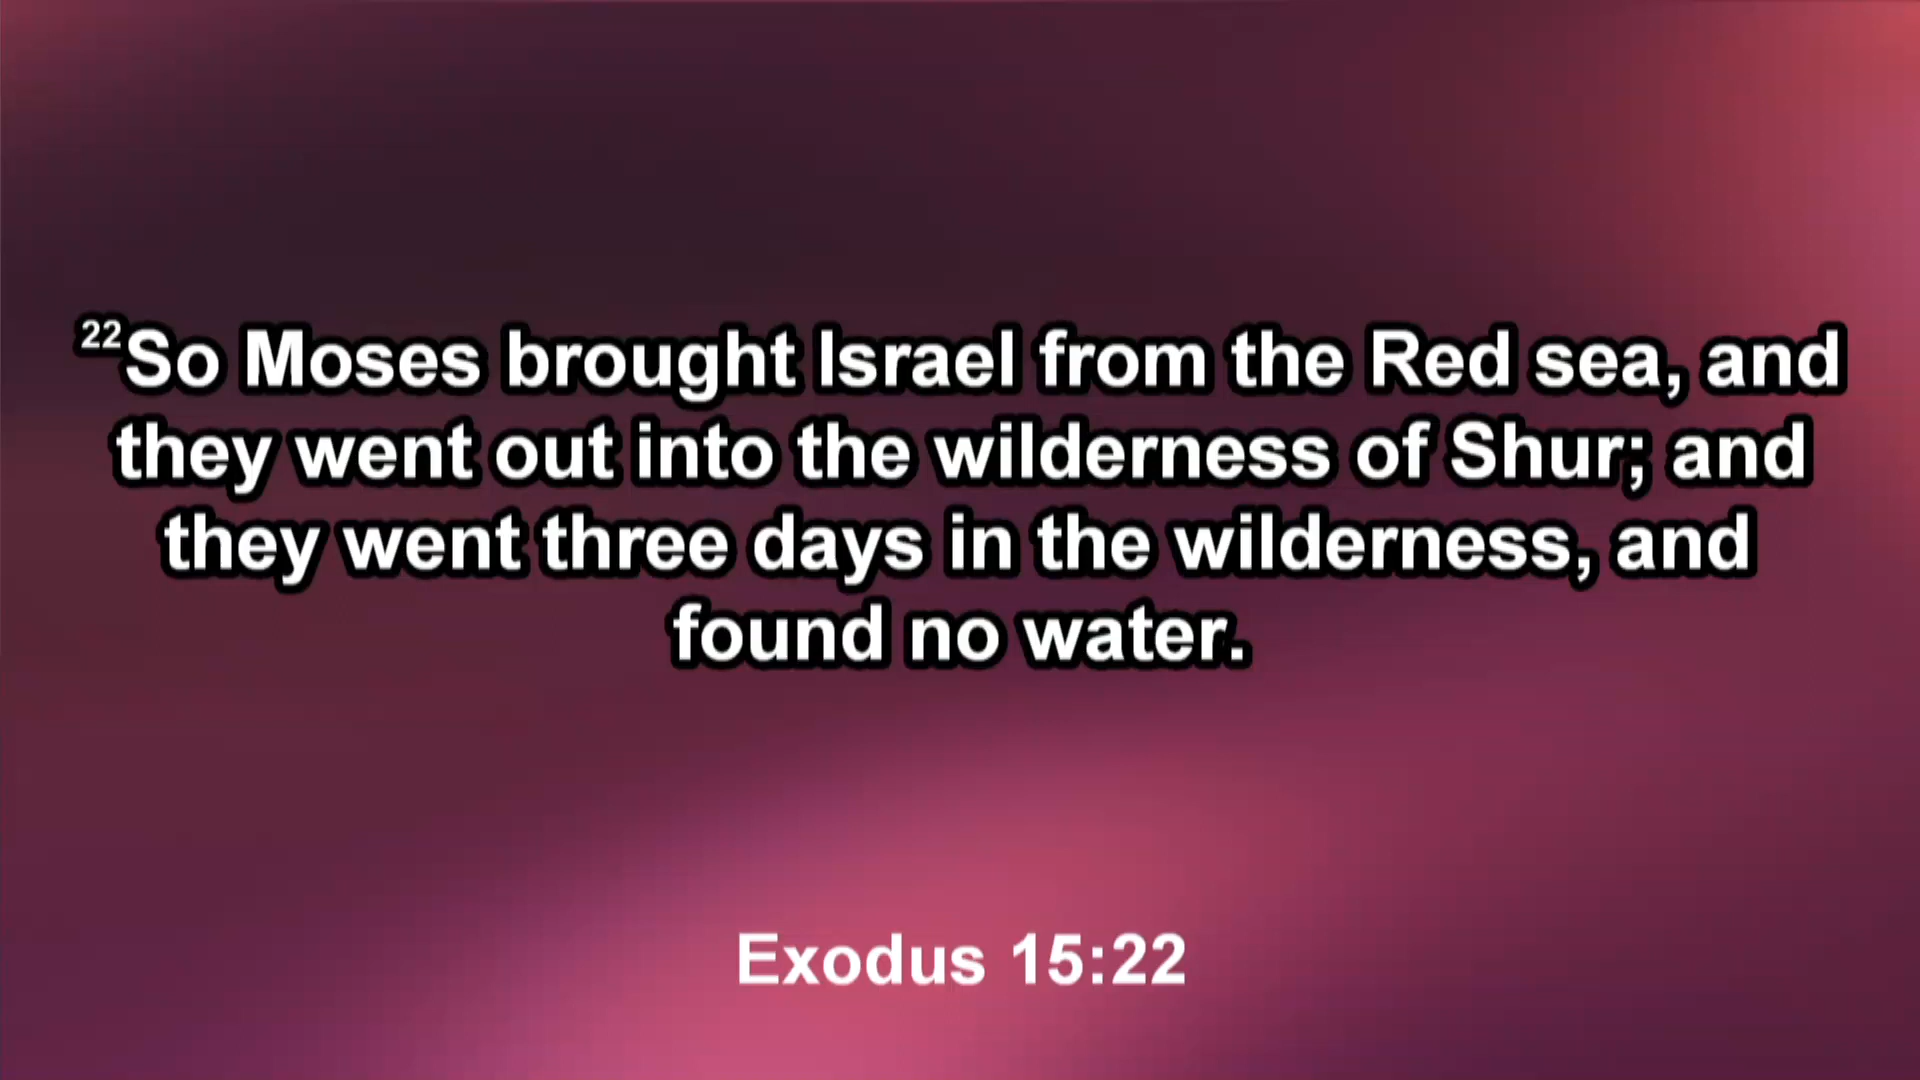 22So Moses brought Israel from the Red sea, and
they went out into the wilderness of Shur; and
they went three days in the wilderness, and
found no water.
Exodus 15:22